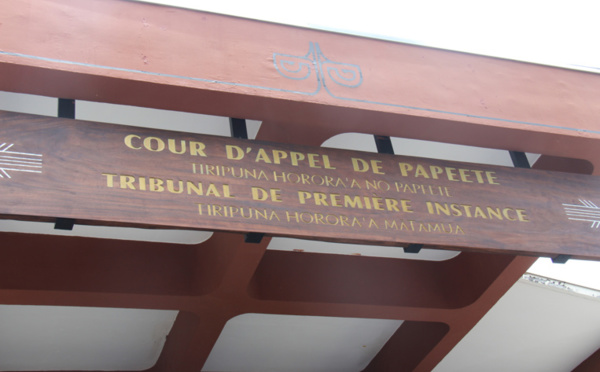 COUR D'APPEL DE PAPEETE
TIRIPUNA HORORA'A NO PAPEETE
TRIBUNAL DE PREMIERE INSTANCE
TIRIPUNA HORORA'A MATAMUA